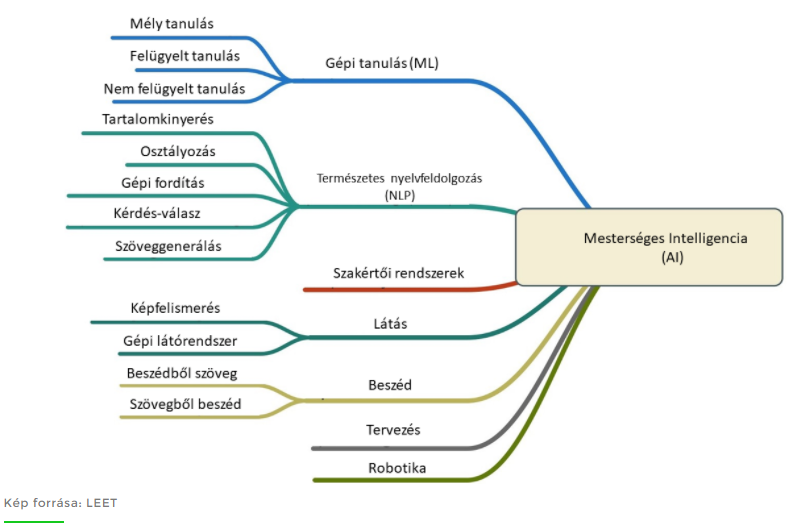 Mély tanulás
Felügyelt tanulás
Nem felügyelt tanulás
Gépi tanulás (ML)
Tartalomkinyerés
Osztályozás
Gépi fordítás
Kérdés-válasz
Szöveggenerálás
Természetes nyelvfeldolgozás
(NLP)
Mesterséges Intelligencia
(AI)
Szakértői rendszerek
Képfelismerés
Gépi látórendszer
Látás
Beszédből szöveg
Szövegből beszéd
Beszéd
Tervezés
Robotika
Kép forrása: LEET